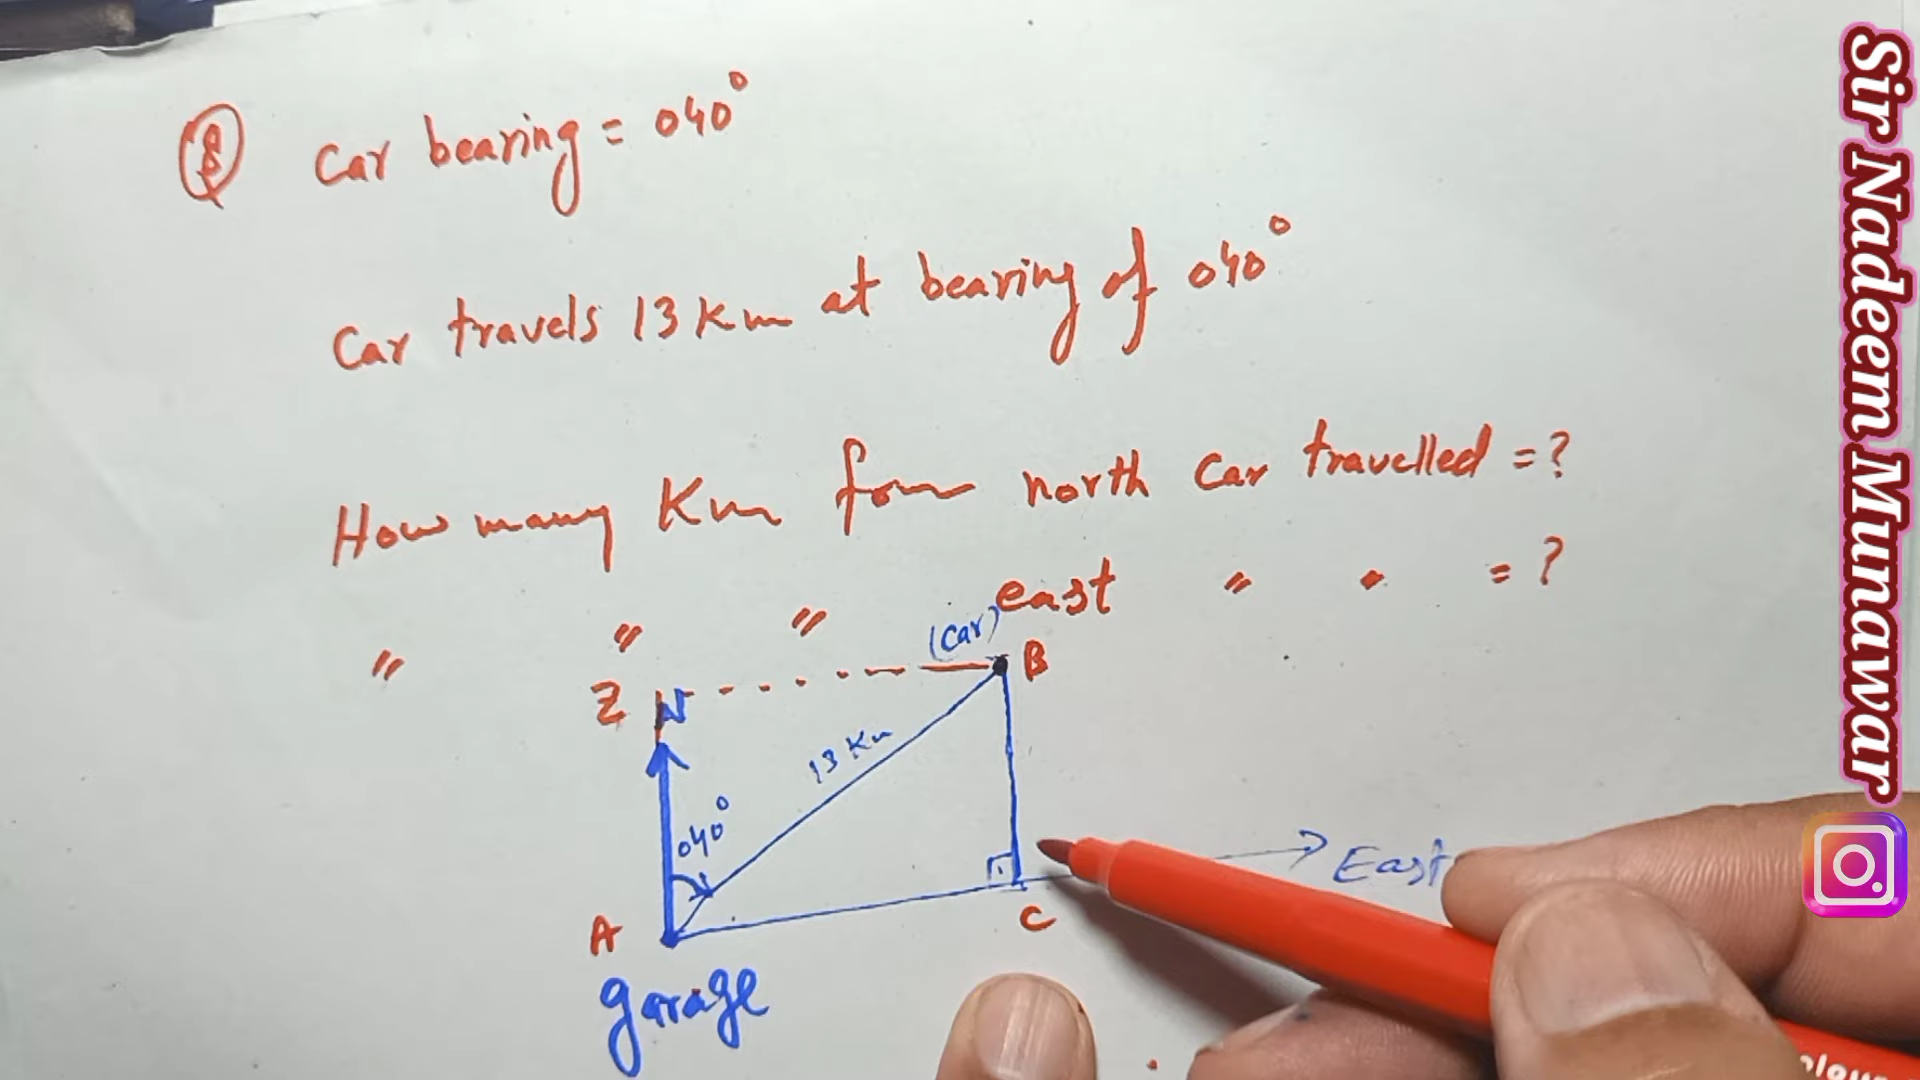 Q Car bearing = 040°
Car travels 13 Km at bearing of 040°
How many Km from north Car travelled = ?
" " " east " " = ?
(Car)
Z N B
13 Km
040°
East
A C
garage
Sir Nadeem Munawar